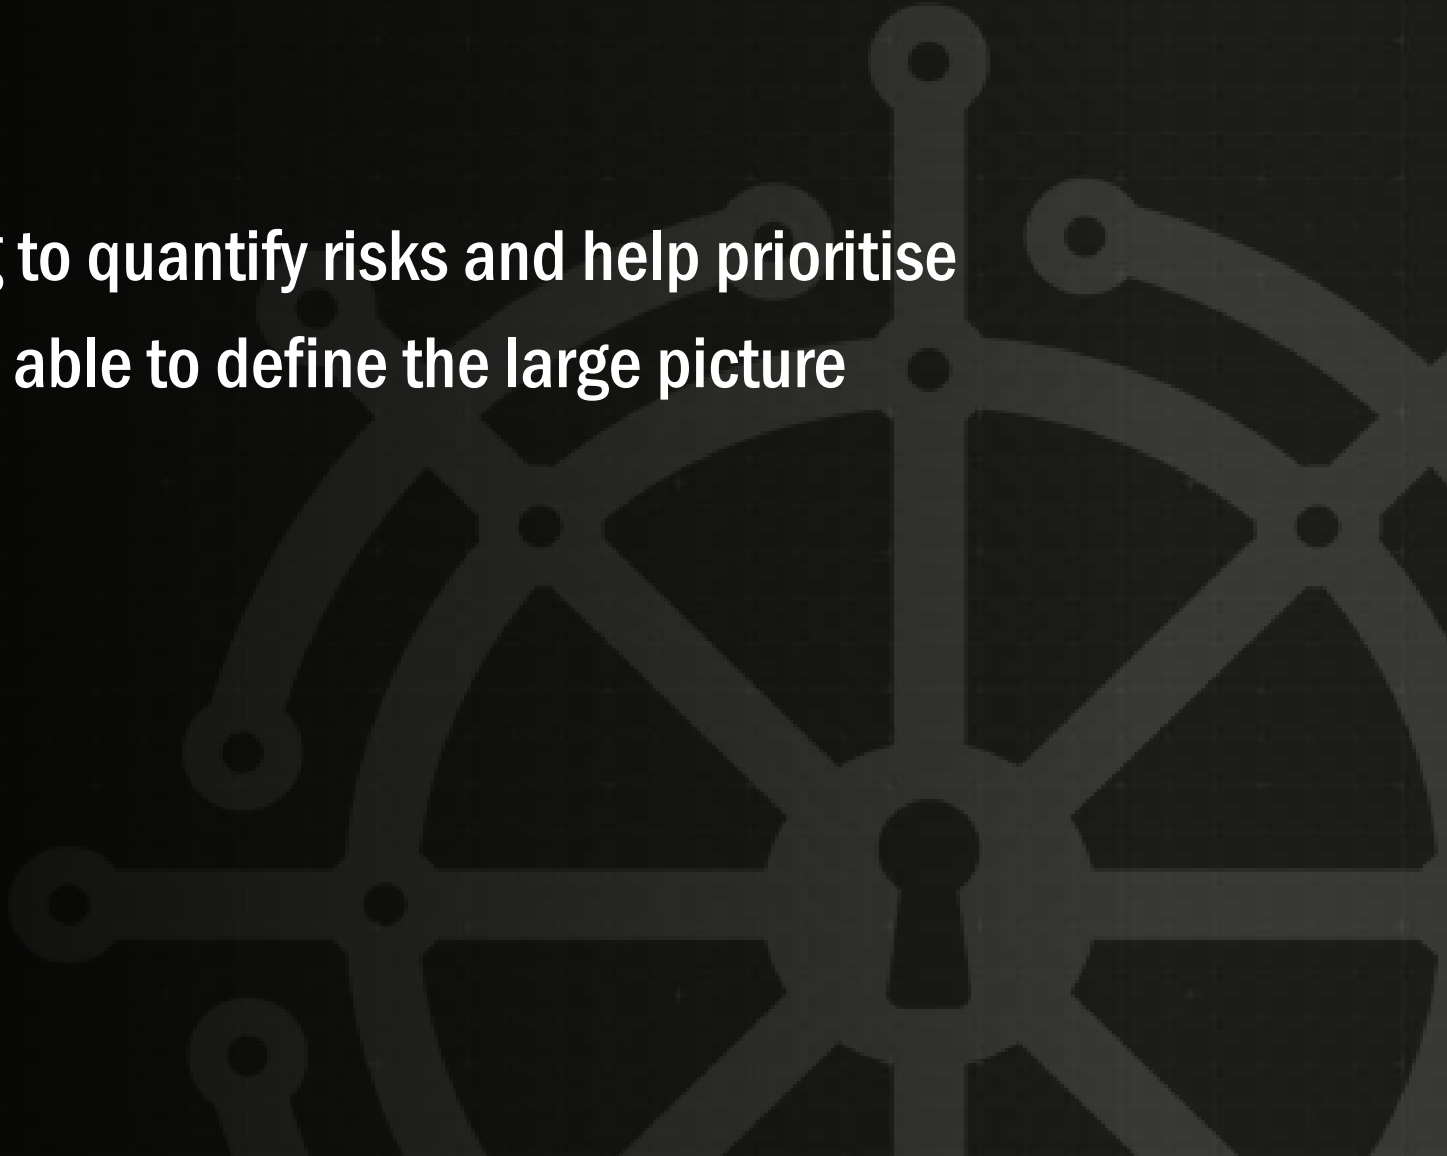 to quantify risks and help prioritise
able to define the large picture